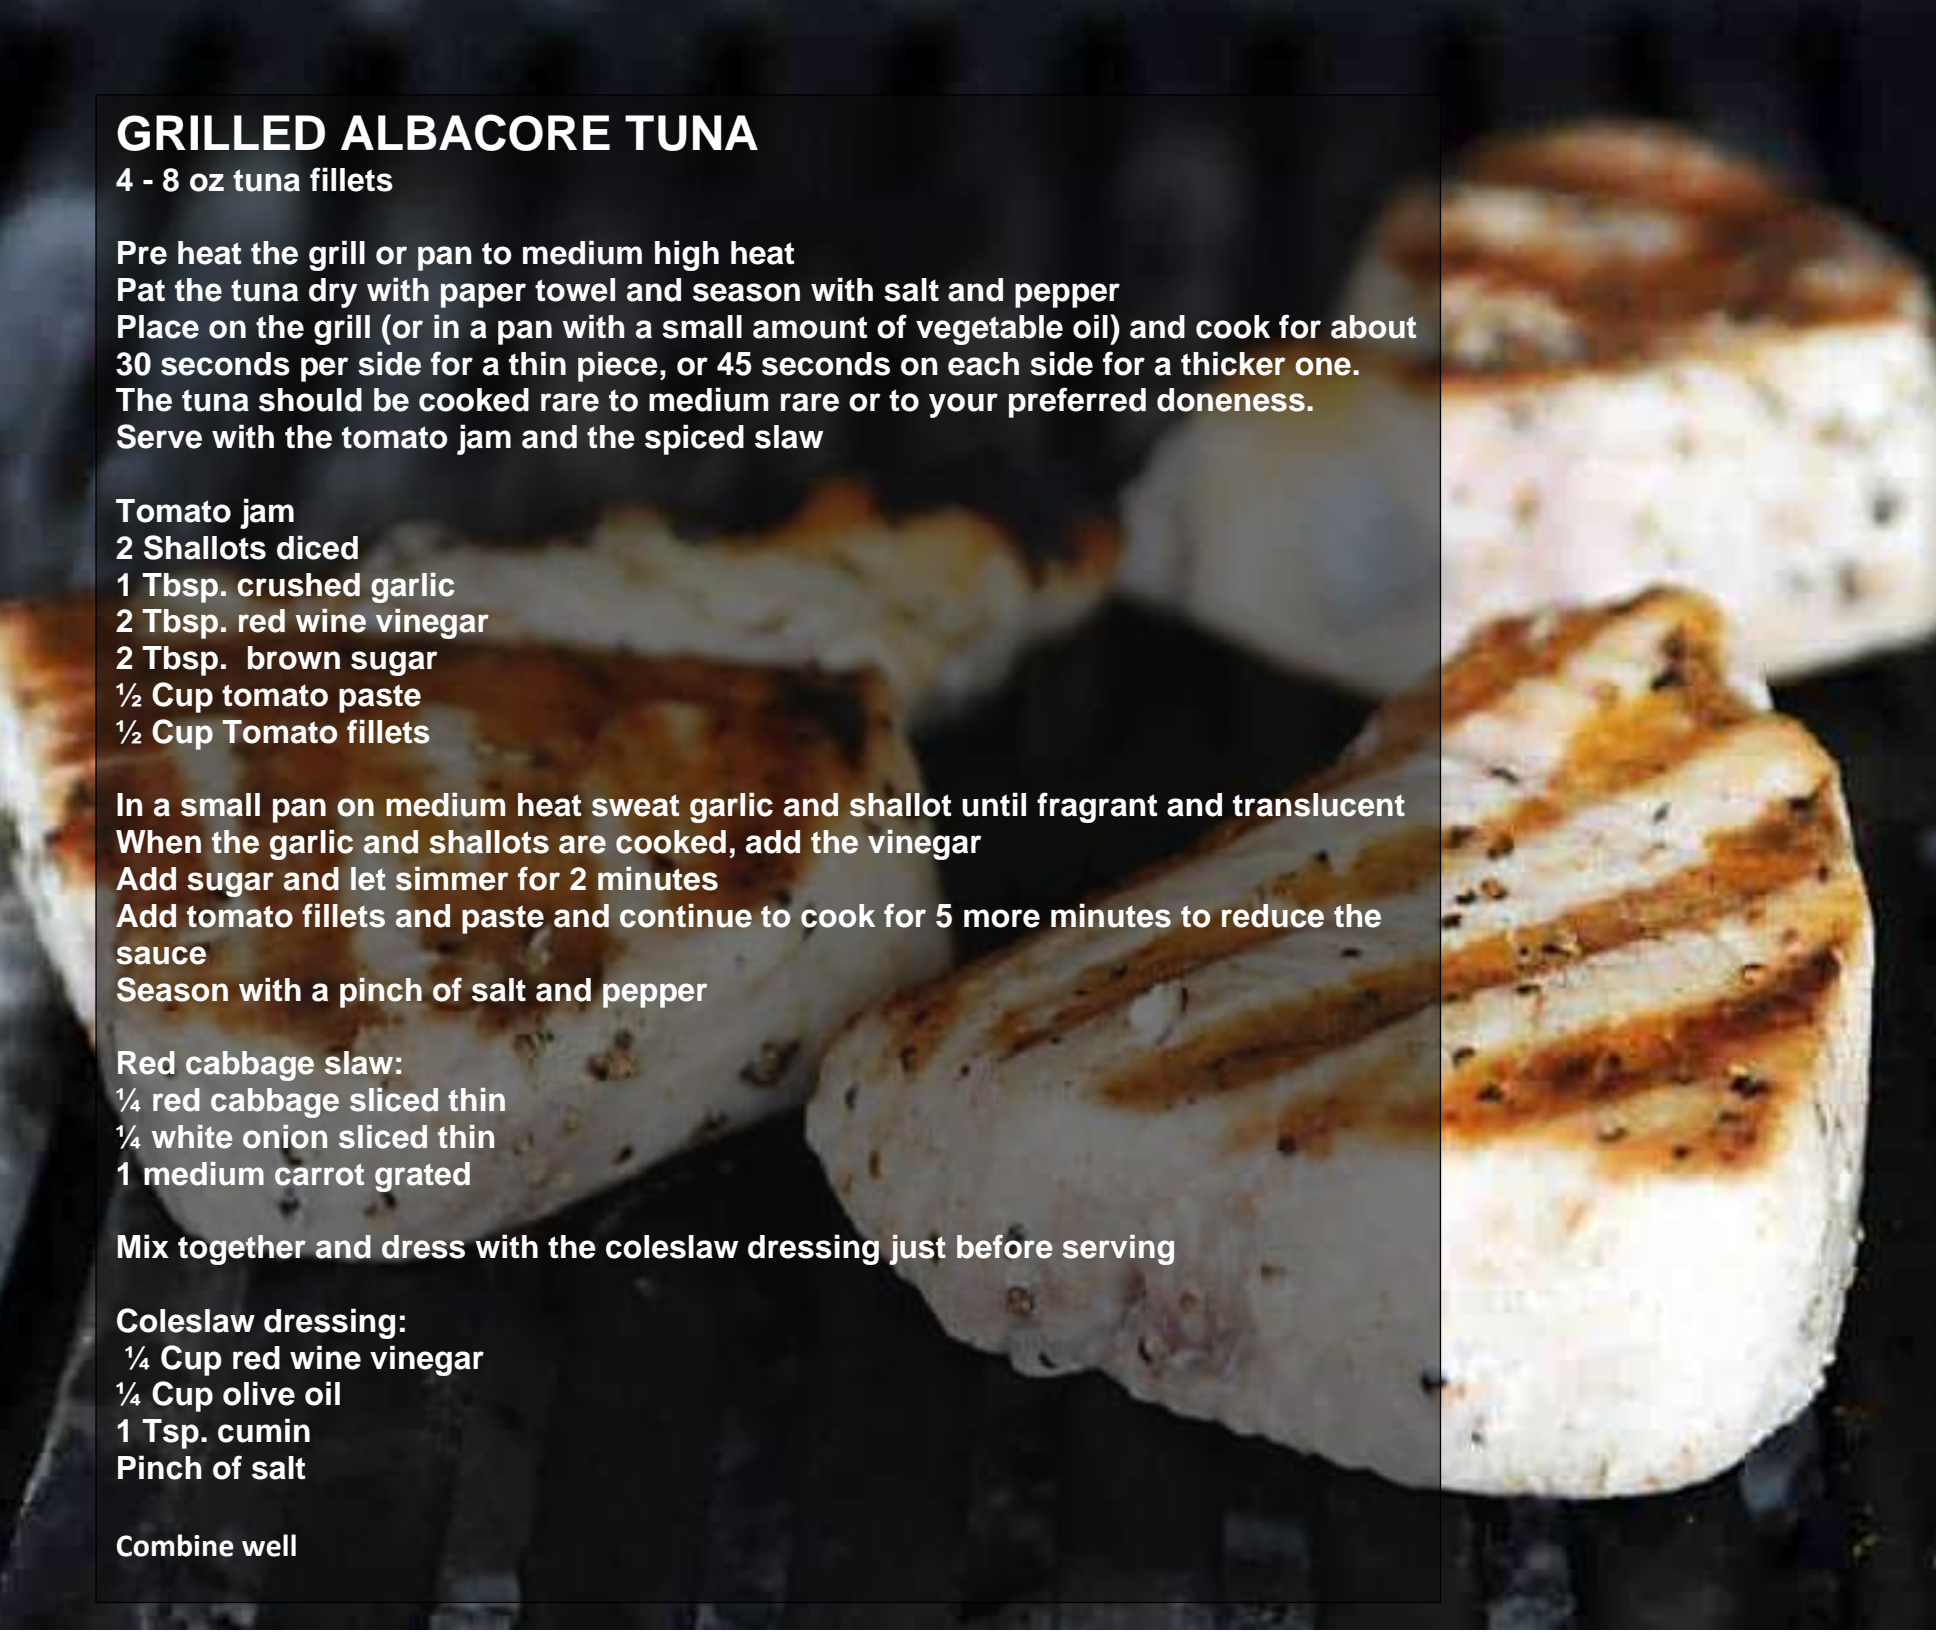 GRILLED ALBACORE TUNA
4 - 8 oz tuna fillets
Pre heat the grill or pan to medium high heat
Pat the tuna dry with paper towel and season with salt and pepper
Place on the grill (or in a pan with a small amount of vegetable oil) and cook for about
30 seconds per side for a thin piece, or 45 seconds on each side for a thicker one.
The tuna should be cooked rare to medium rare or to your preferred doneness.
Serve with the tomato jam and the spiced slaw
Tomato jam
2 Shallots diced
1 Tbsp. crushed garlic
2 Tbsp. red wine vinegar
2 Tbsp.  brown sugar
½ Cup tomato paste
½ Cup Tomato fillets
In a small pan on medium heat sweat garlic and shallot until fragrant and translucent
When the garlic and shallots are cooked, add the vinegar
Add sugar and let simmer for 2 minutes
Add tomato fillets and paste and continue to cook for 5 more minutes to reduce the
sauce
Season with a pinch of salt and pepper
Red cabbage slaw:
¼ red cabbage sliced thin
¼ white onion sliced thin
1 medium carrot grated
Mix together and dress with the coleslaw dressing just before serving
Coleslaw dressing:
¼ Cup red wine vinegar
¼ Cup olive oil
1 Tsp. cumin
Pinch of salt
Combine well